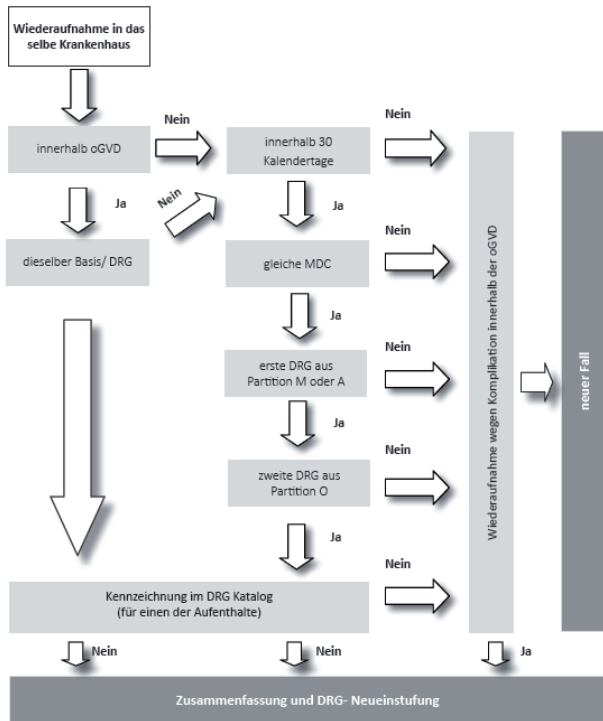 Wiederaufnahme in das
selbe Krankenhaus
Nein
Nein
innerhalb oGVD
innerhalb 30
Kalendertage
Ja
Nein
Ja
Nein
dieselber Basis/ DRG
gleiche MDC
Ja
Nein
erste DRG aus
Partition M oder A
Ja
Nein
zweite DRG aus
Partition O
Ja
Nein
Kennzeichnung im DRG Katalog
(für einen der Aufenthalte)
Wiederaufnahme wegen Komplikation innerhalb der oGVD
neuer Fall
Nein
Nein
Ja
Zusammenfassung und DRG- Neueinstufung